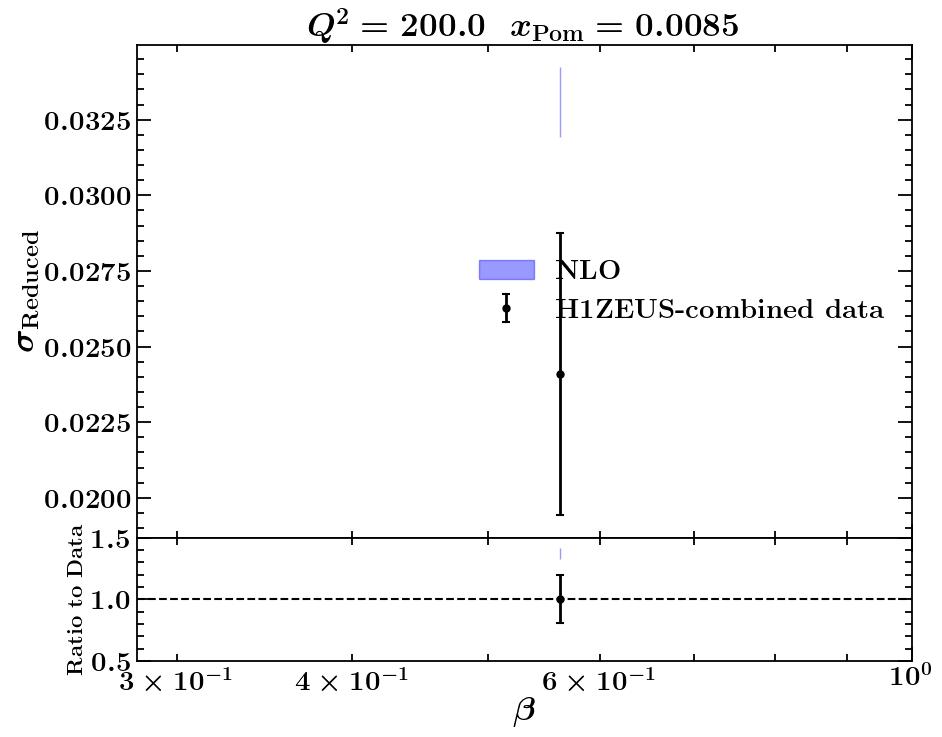 Q² = 200.0 x_Pom = 0.0085
σ_Reduced
0.0325
0.0300
0.0275
0.0250
0.0225
0.0200
NLO
H1ZEUS-combined data
Ratio to Data
1.5
1.0
0.5
3 × 10⁻¹
4 × 10⁻¹
6 × 10⁻¹
10⁰
β